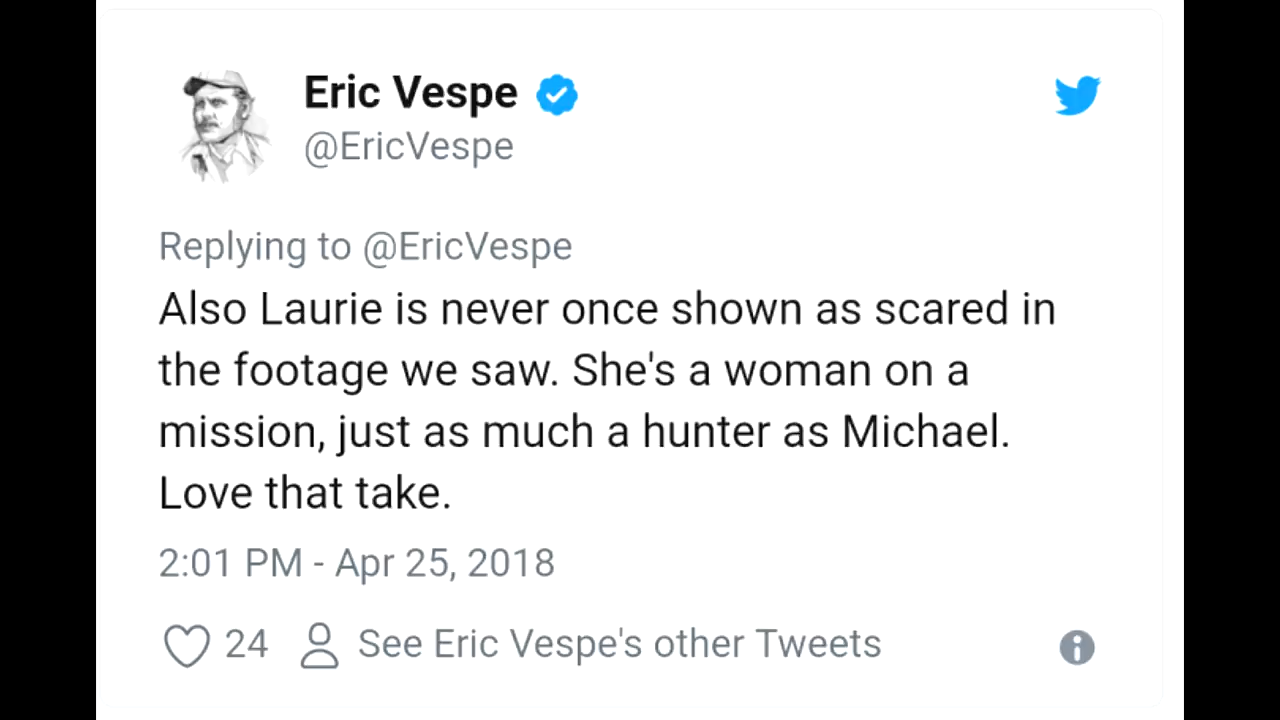 Eric Vespe
@EricVespe
Replying to @EricVespe
Also Laurie is never once shown as scared in
the footage we saw. She's a woman on a
mission, just as much a hunter as Michael.
Love that take.
2:01 PM - Apr 25, 2018
24 See Eric Vespe's other Tweets